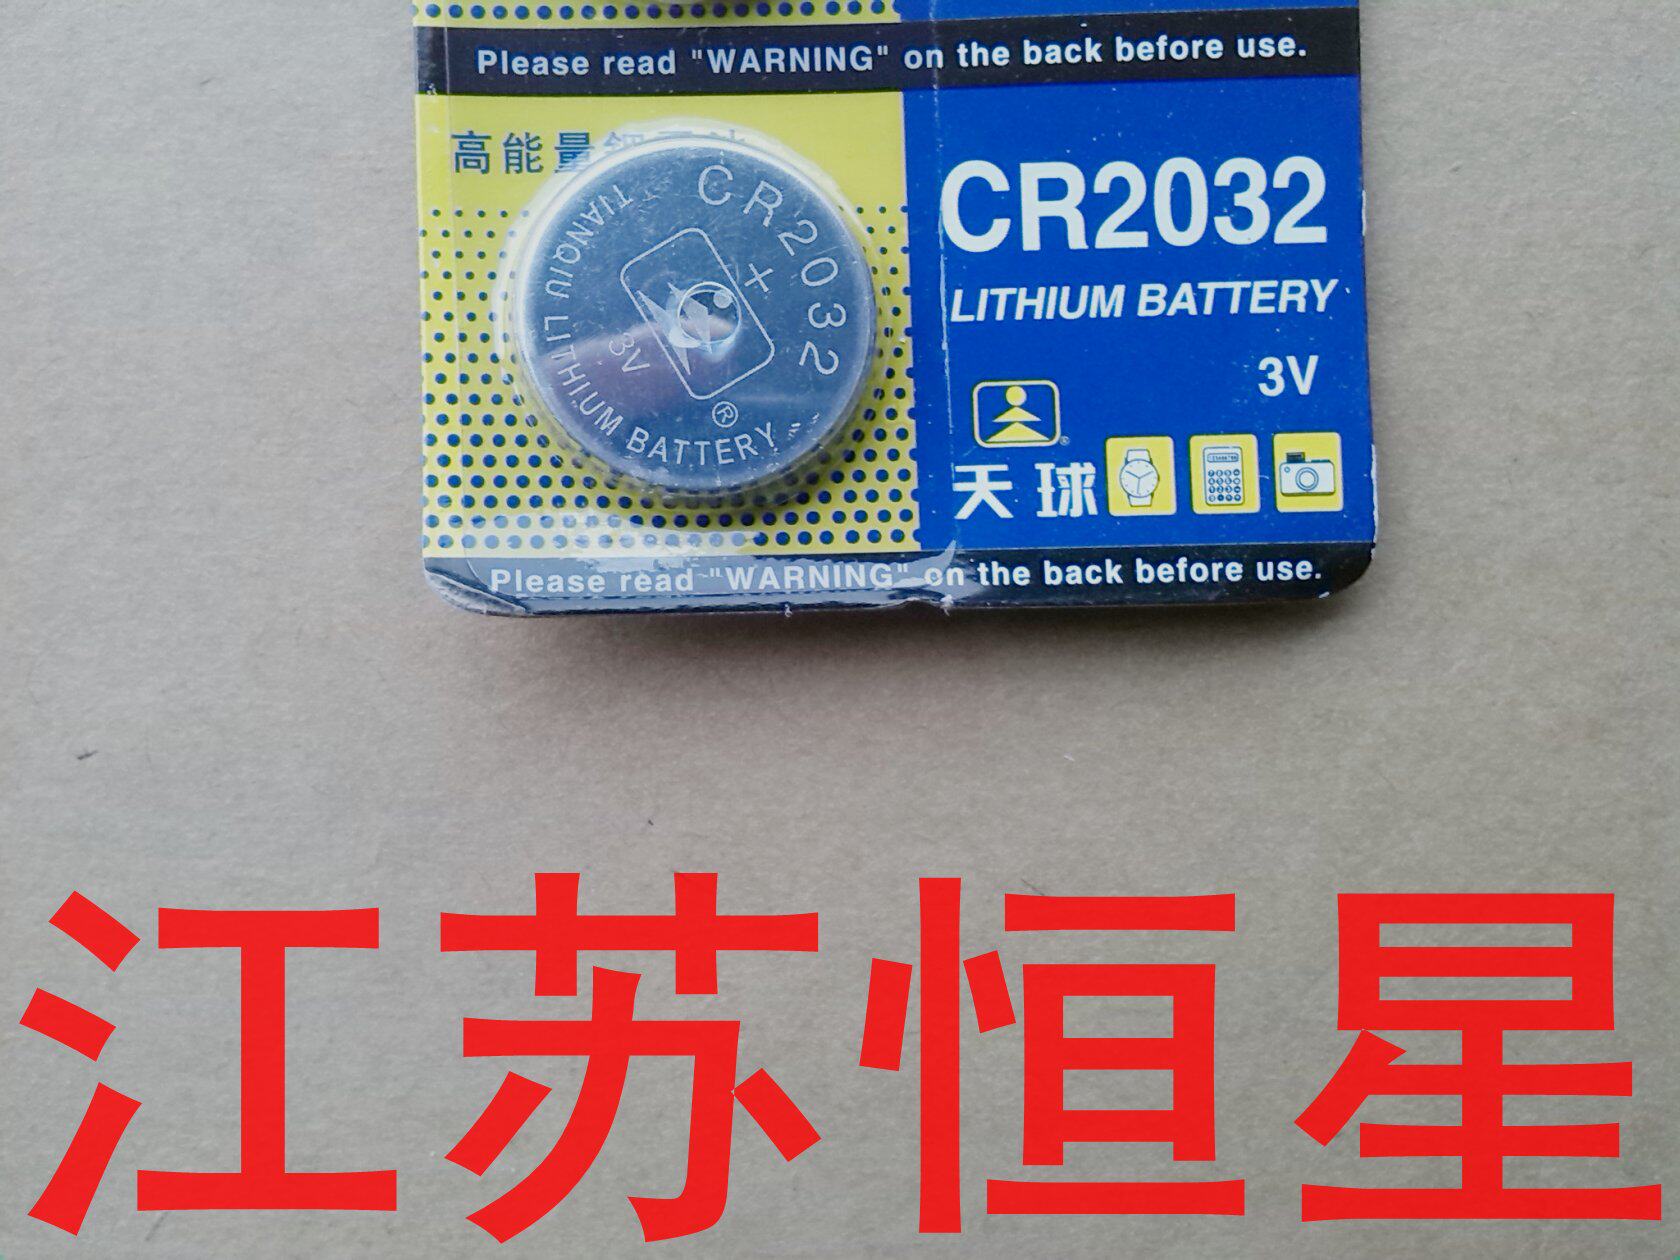 Please read "WARNING" on the back before use.
高能量
CR2032
TIANQIU LITHIUM BATTERY
+
3V
®
CR2032
LITHIUM BATTERY
3V
天球
Please read "WARNING" on the back before use.
江苏恒星